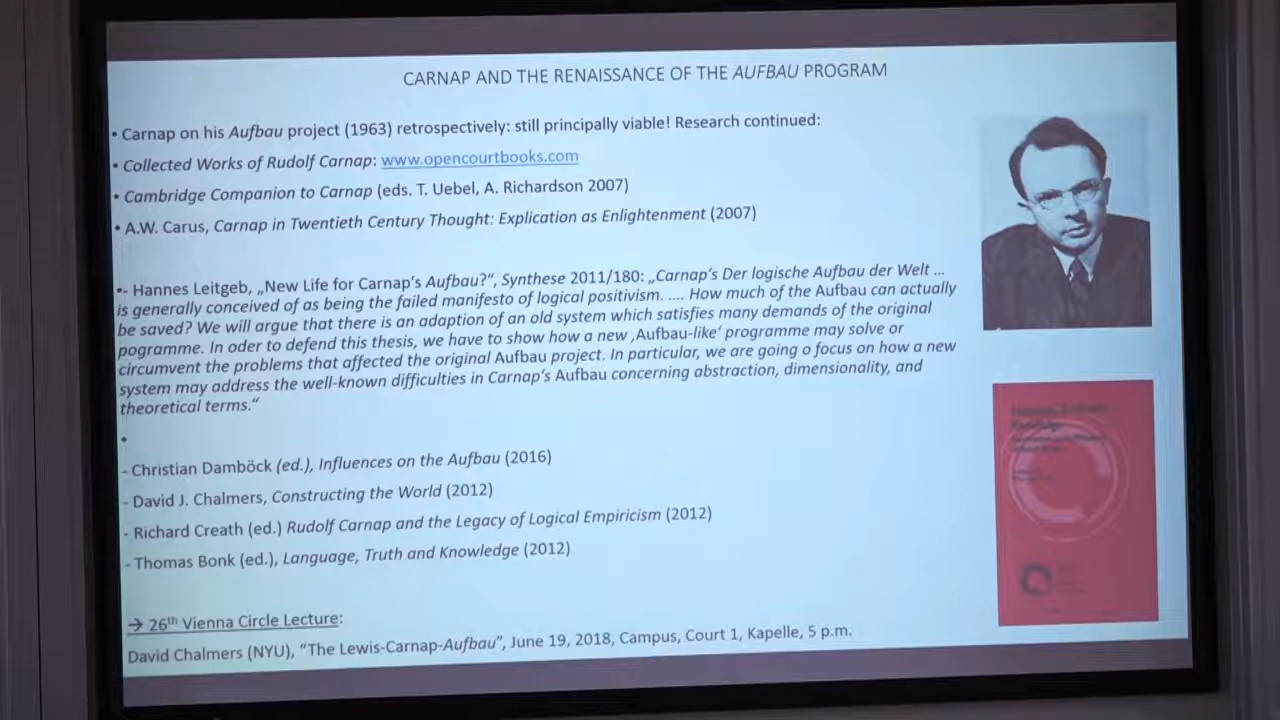 CARNAP AND THE RENAISSANCE OF THE AUFBAU PROGRAM
• Carnap on his Aufbau project (1963) retrospectively: still principally viable! Research continued:
• Collected Works of Rudolf Carnap: www.opencourtbooks.com
• Cambridge Companion to Carnap (eds. T. Uebel, A. Richardson 2007)
• A.W. Carus, Carnap in Twentieth Century Thought: Explication as Enlightenment (2007)
•- Hannes Leitgeb, „New Life for Carnap's Aufbau?“, Synthese 2011/180: „Carnap's Der logische Aufbau der Welt ...
is generally conceived of as being the failed manifesto of logical positivism. .... How much of the Aufbau can actually
be saved? We will argue that there is an adaption of an old system which satisfies many demands of the original
pogramme. In oder to defend this thesis, we have to show how a new ‚Aufbau-like‘ programme may solve or
circumvent the problems that affected the original Aufbau project. In particular, we are going o focus on how a new
system may address the well-known difficulties in Carnap's Aufbau concerning abstraction, dimensionality, and
theoretical terms.“
•
- Christian Damböck (ed.), Influences on the Aufbau (2016)
- David J. Chalmers, Constructing the World (2012)
- Richard Creath (ed.) Rudolf Carnap and the Legacy of Logical Empiricism (2012)
- Thomas Bonk (ed.), Language, Truth and Knowledge (2012)
→ 26th Vienna Circle Lecture:
David Chalmers (NYU), “The Lewis-Carnap-Aufbau”, June 19, 2018, Campus, Court 1, Kapelle, 5 p.m.